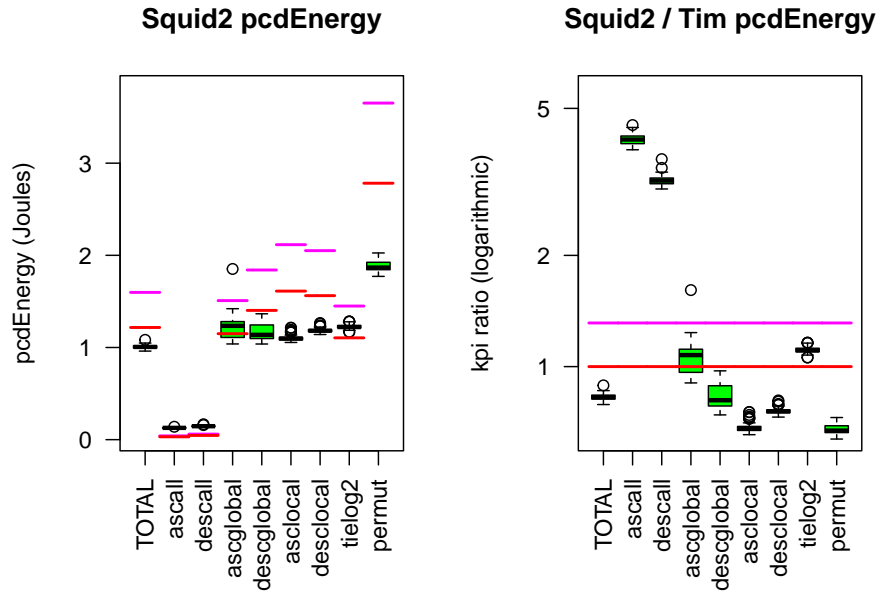 Squid2 pcdEnergy
pcdEnergy (Joules)
0
1
2
3
TOTAL
ascall
descall
ascglobal
descglobal
asclocal
desclocal
tielog2
permut
Squid2 / Tim pcdEnergy
kpi ratio (logarithmic)
1
2
5
TOTAL
ascall
descall
ascglobal
descglobal
asclocal
desclocal
tielog2
permut